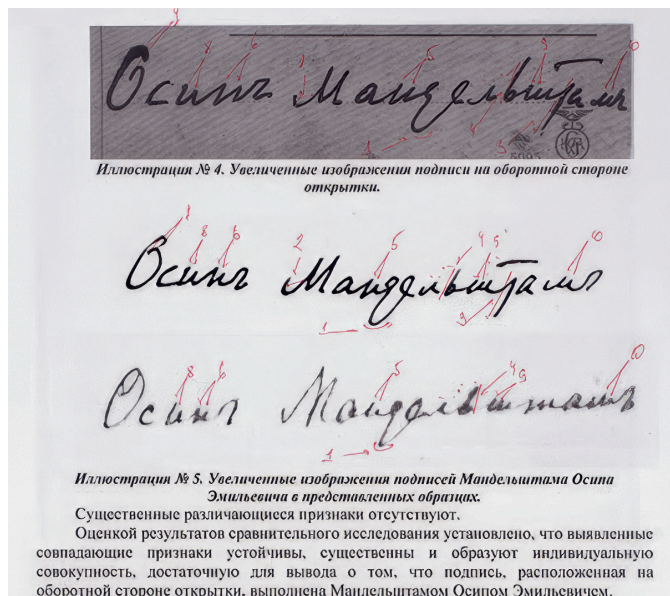 Осипъ Мандельштамъ
Иллюстрация № 4. Увеличенные изображения подписи на оборотной стороне
открытки.
Осипъ Мандельштамъ
Осипъ Мандельштамъ
Иллюстрация № 5. Увеличенные изображения подписей Мандельштама Осипа
Эмильевича в представленных образцах.
Существенные различающиеся признаки отсутствуют.
Оценкой результатов сравнительного исследования установлено, что выявленные
совпадающие признаки устойчивы, существенны и образуют индивидуальную
совокупность, достаточную для вывода о том, что подпись, расположенная на
оборотной стороне открытки, выполнена Мандельштамом Осипом Эмильевичем.